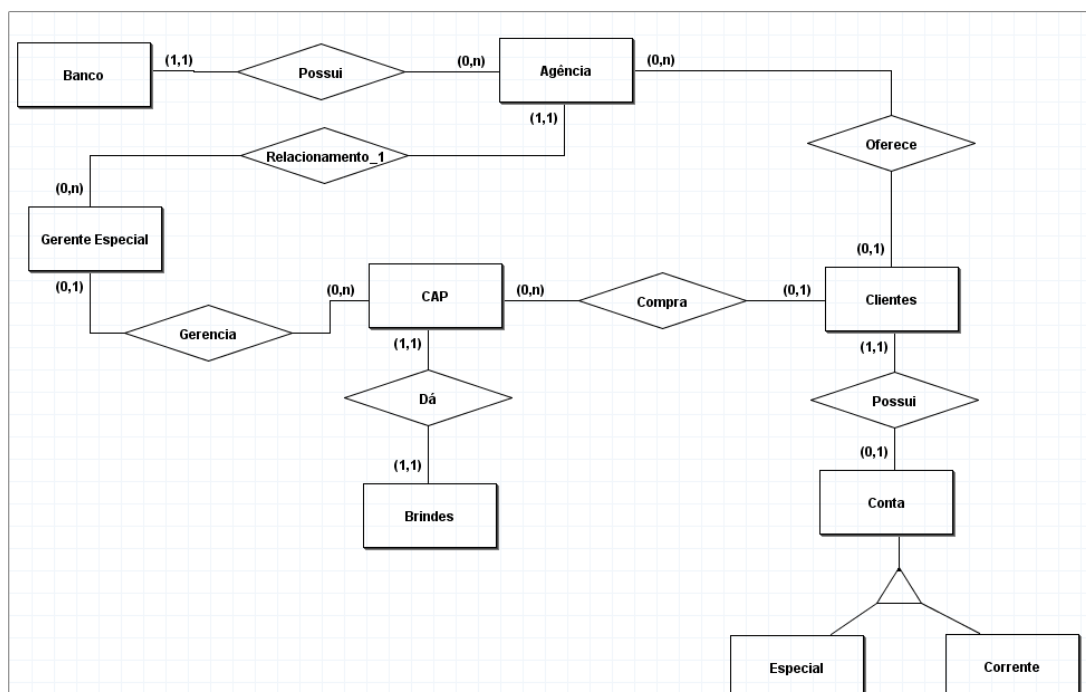 Banco
(1,1)
Possui
(0,n)
Agência
(0,n)
(1,1)
Relacionamento_1
Oferece
(0,n)
Gerente Especial
(0,1)
(0,1)
Gerencia
(0,n)
CAP
(0,n)
Compra
(0,1)
Clientes
(1,1)
(1,1)
Dá
Possui
(1,1)
(0,1)
Brindes
Conta
Especial
Corrente